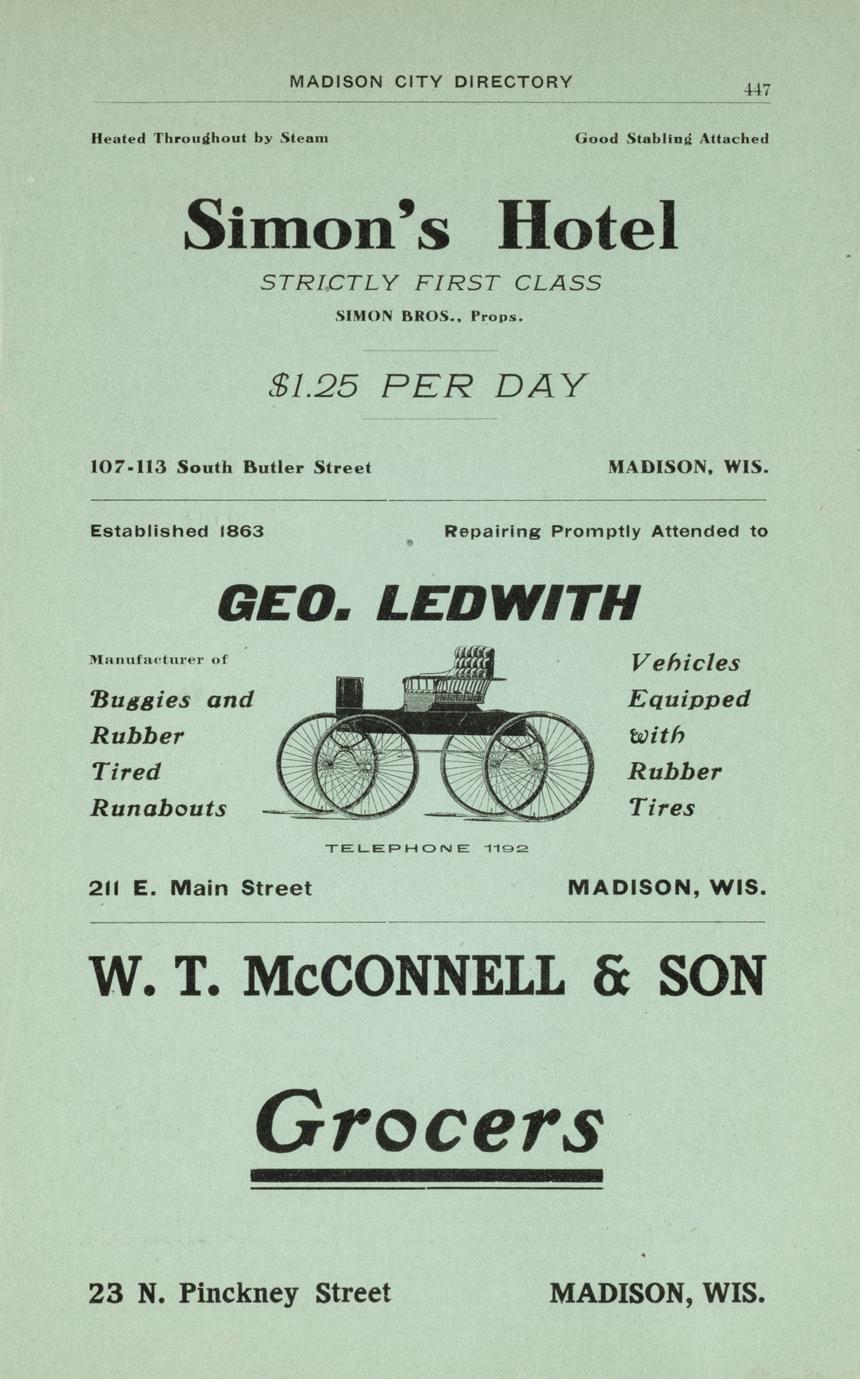 MADISON CITY DIRECTORY 447
Heated Throughout by Steam Good Stabling Attached
Simon's Hotel
STRICTLY FIRST CLASS
SIMON BROS., Props.
$1.25 PER DAY
107-113 South Butler Street MADISON, WIS.
Established 1863 Repairing Promptly Attended to
GEO. LEDWITH
Manufacturer of
Buggies and
Rubber
Tired
Runabouts
Vehicles
Equipped
with
Rubber
Tires
TELEPHONE 1192
211 E. Main Street MADISON, WIS.
W. T. McCONNELL & SON
Grocers
23 N. Pinckney Street MADISON, WIS.